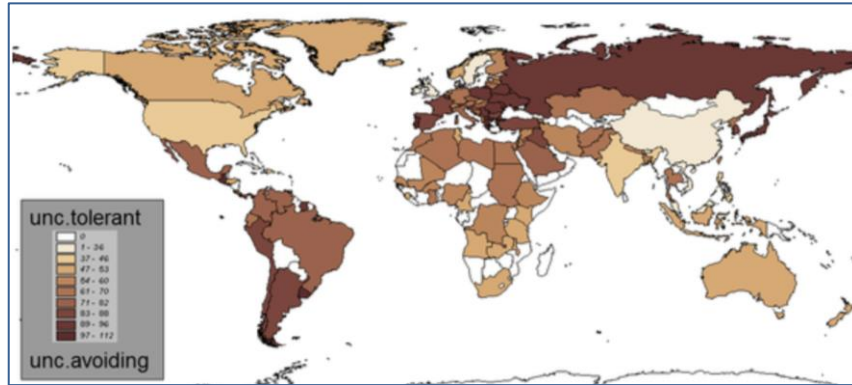 unc.tolerant
0
1 - 36
37 - 46
47 - 53
54 - 60
61 - 70
71 - 82
83 - 88
89 - 96
97 - 112
unc.avoiding